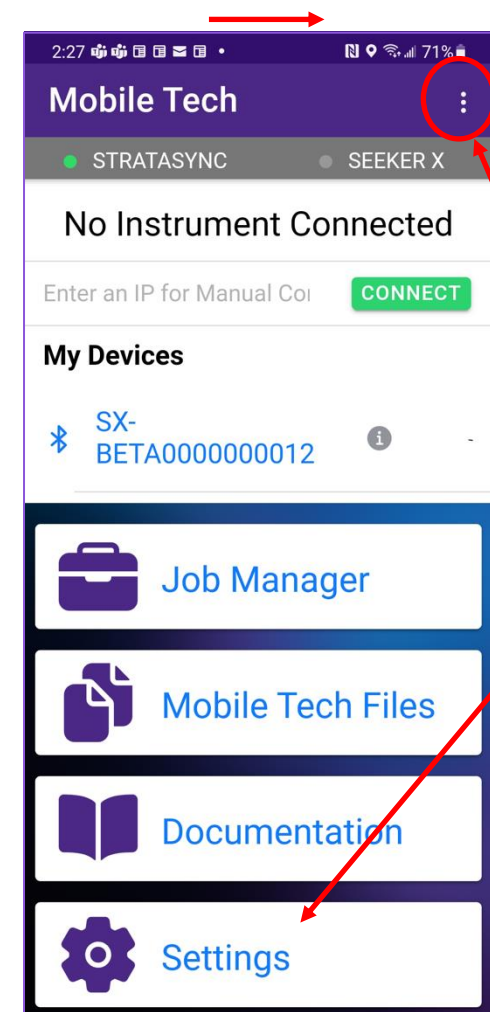 2:27 71%
Mobile Tech
STRATASYNC SEEKER X
No Instrument Connected
Enter an IP for Manual Co CONNECT
My Devices
SX-
BETA0000000012 -
Job Manager
Mobile Tech Files
Documentation
Settings